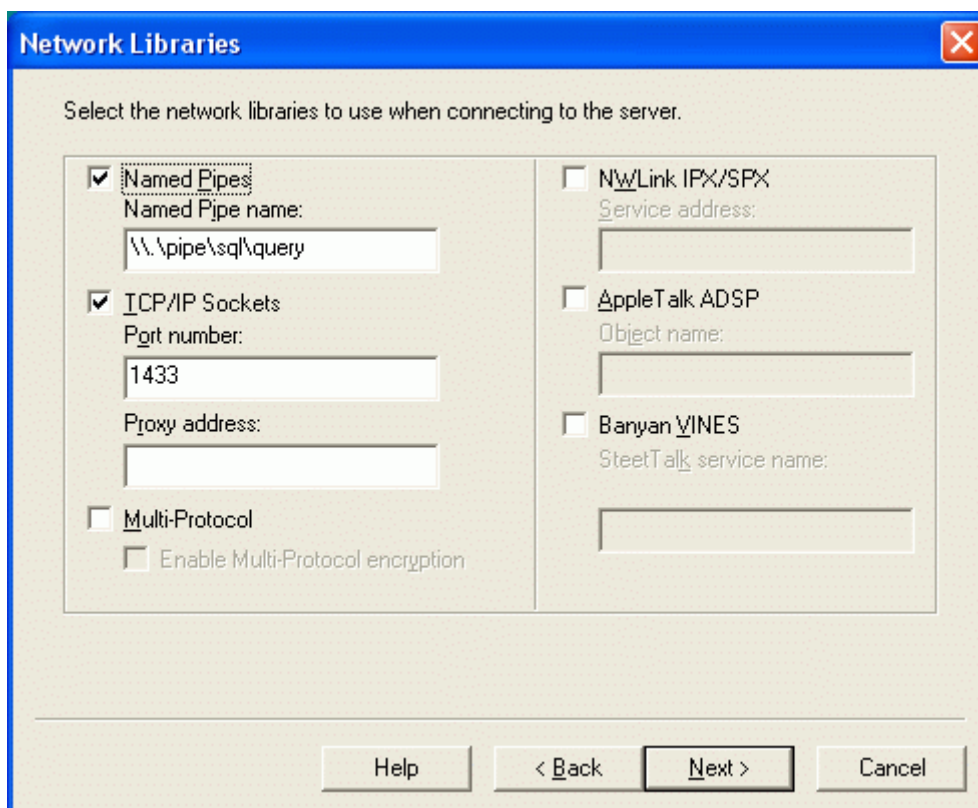 Network Libraries
Select the network libraries to use when connecting to the server.
Named Pipes
Named Pipe name:
\\.\pipe\sql\query
TCP/IP Sockets
Port number:
1433
Proxy address:
Multi-Protocol
Enable Multi-Protocol encryption
NWLink IPX/SPX
Service address:
AppleTalk ADSP
Object name:
Banyan VINES
SteetTalk service name:
Help
< Back
Next >
Cancel